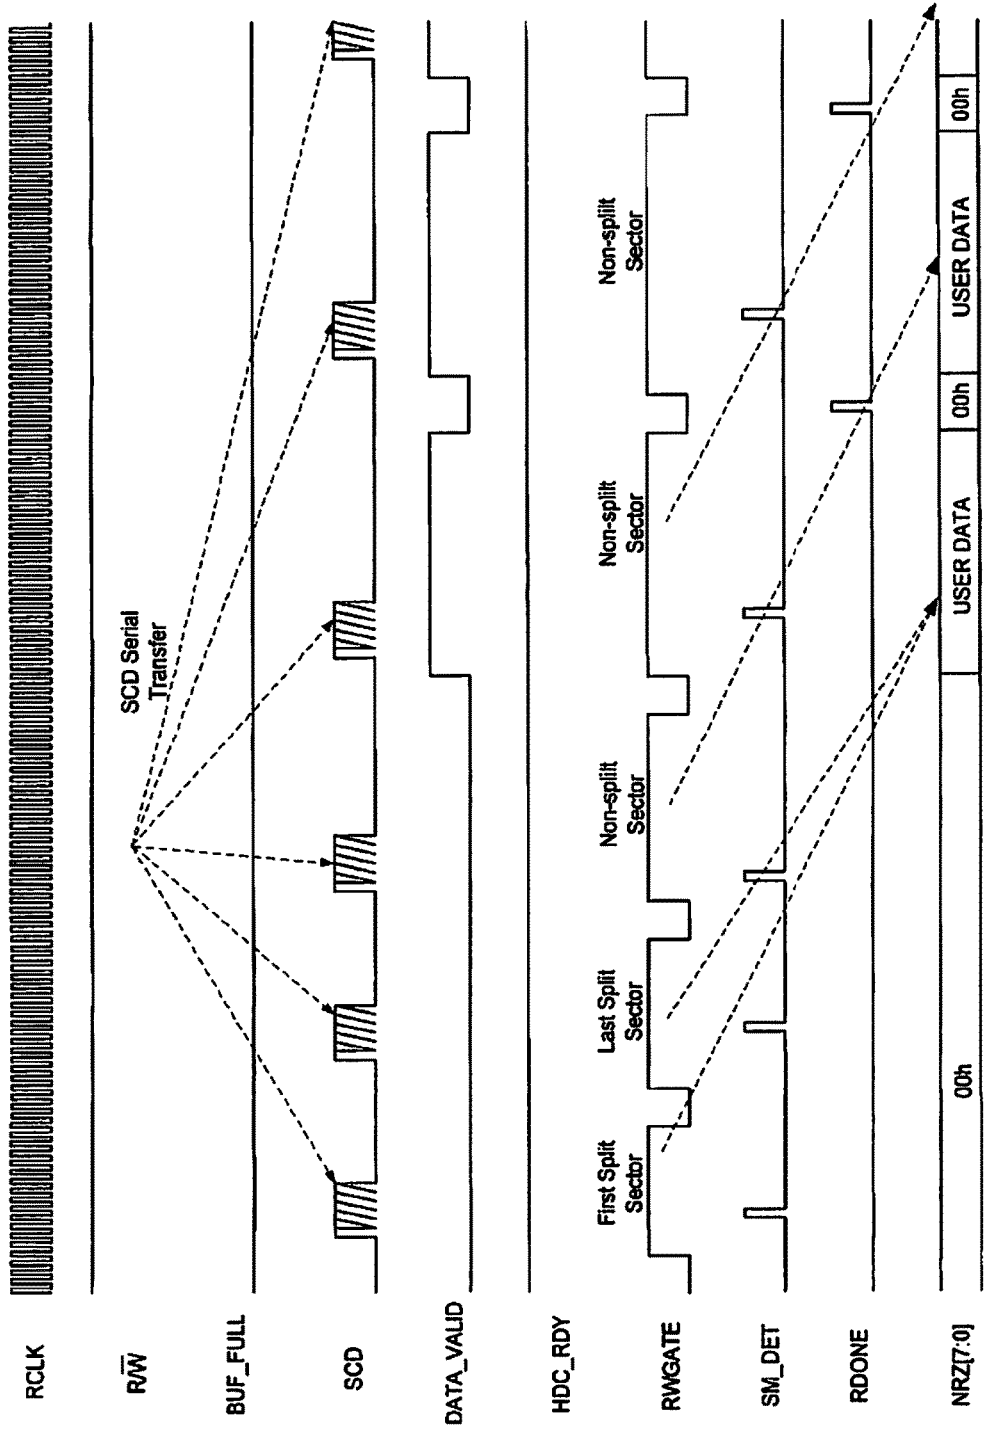 RCLK
R/W̅
SCD Serial
Transfer
BUF_FULL
SCD
DATA_VALID
HDC_RDY
First Split
Sector
Last Split
Sector
Non-split
Sector
Non-split
Sector
Non-split
Sector
RWGATE
SM_DET
RDONE
NRZ[7:0]
00h
USER DATA
00h
USER DATA
00h